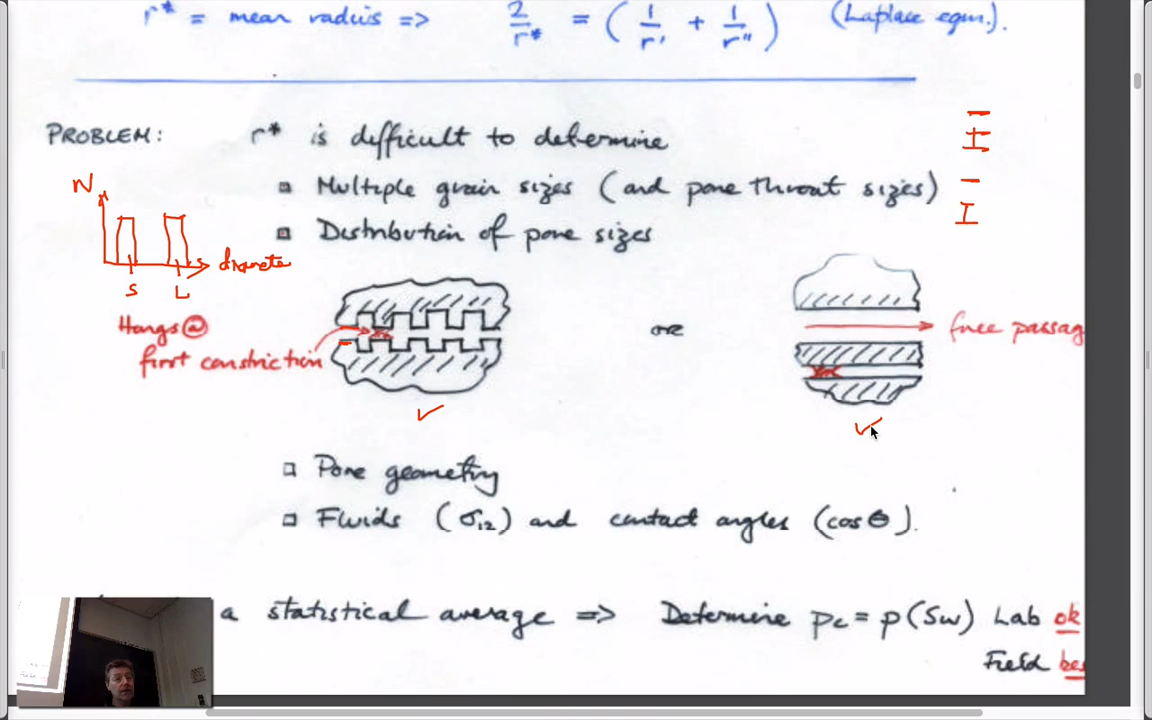 r* = mean radius => 2/r* = (1/r' + 1/r'') (Laplace eqn.).
PROBLEM: r* is difficult to determine
Multiple grain sizes (and pore throat sizes)
Distribution of pore sizes
N
S L
Hangs @
first constriction
or
free passag
Pore geometry
Fluids (σ12) and contact angles (cos θ).
a statistical average => Determine pc = p(Sw) Lab ok
Field bes